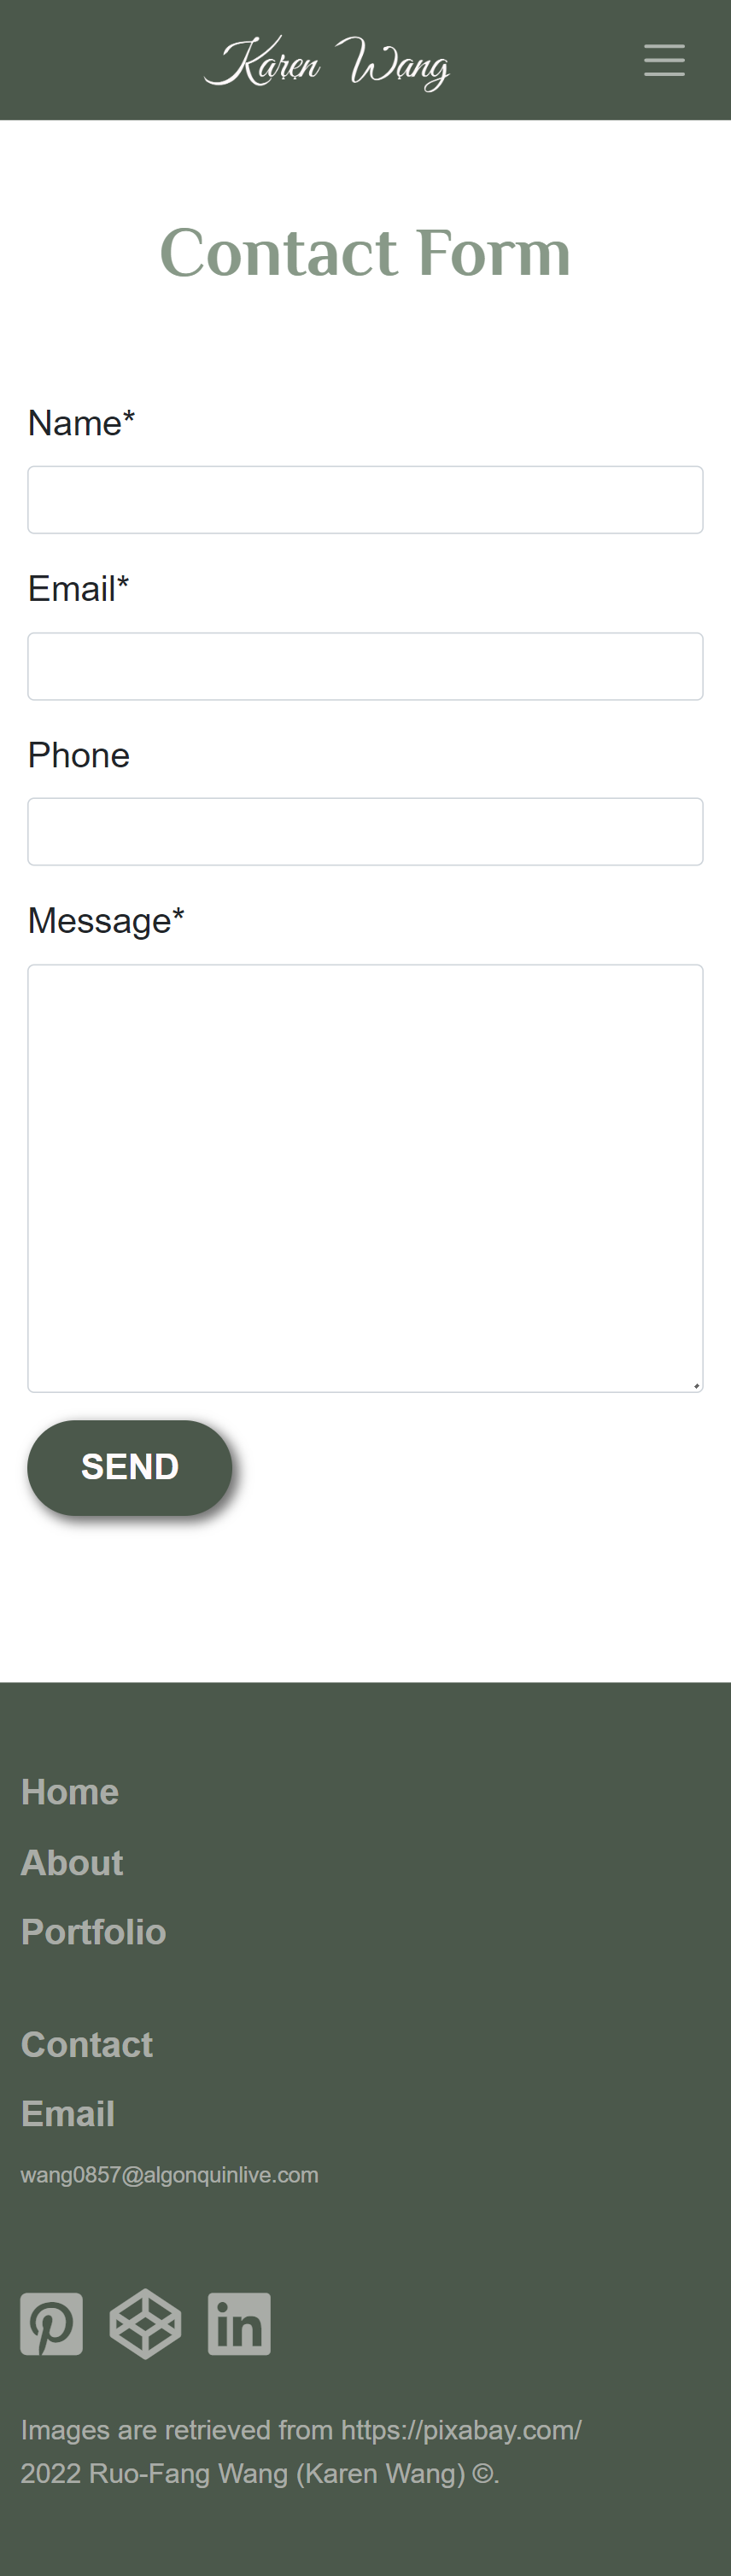 Karen Wang
Contact Form
Name*
Email*
Phone
Message*
SEND
Home
About
Portfolio
Contact
Email
wang0857@algonquinlive.com
in
Images are retrieved from https://pixabay.com/
2022 Ruo-Fang Wang (Karen Wang) ©.